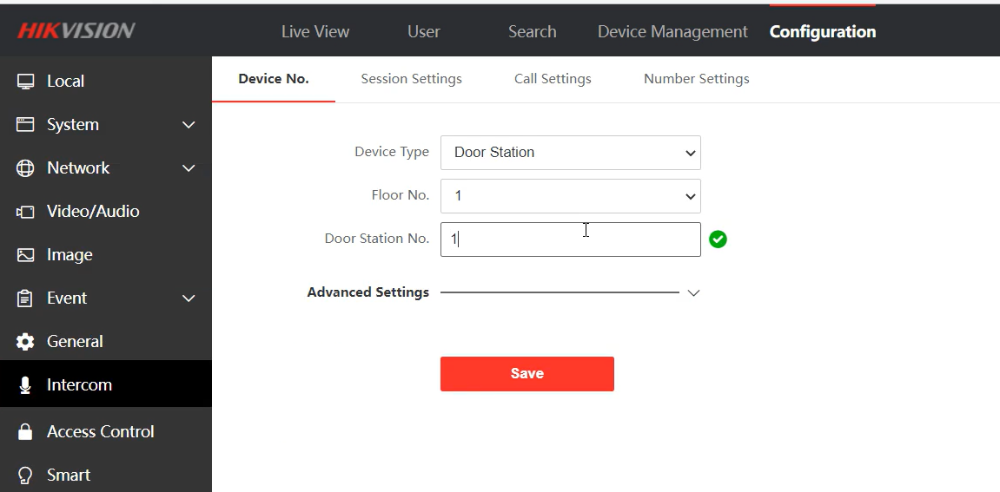 HIKVISION
Live View User Search Device Management Configuration
Local
System
Network
Video/Audio
Image
Event
General
Intercom
Access Control
Smart
Device No. Session Settings Call Settings Number Settings
Device Type Door Station
Floor No. 1
Door Station No. 1
Advanced Settings
Save